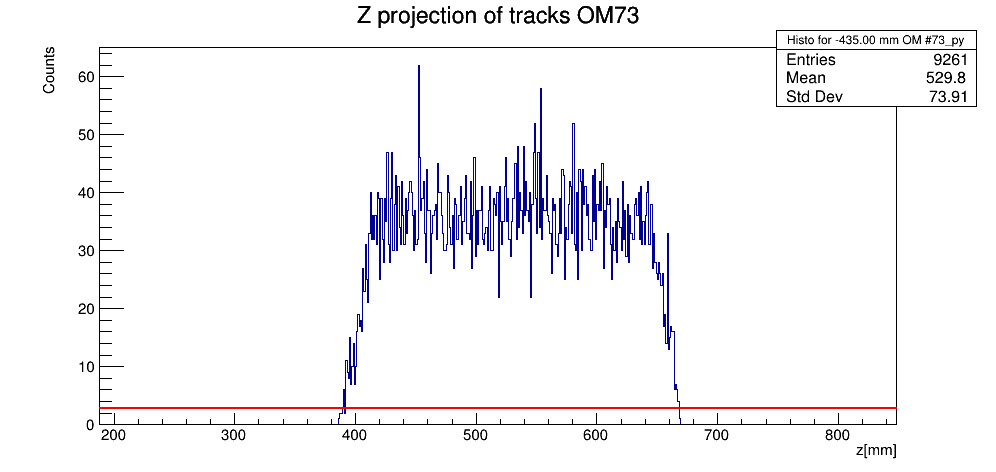 Z projection of tracks OM73
Histo for -435.00 mm OM #73_py
Entries 9261
Mean 529.8
Std Dev 73.91
Counts
60
50
40
30
20
10
0
200 300 400 500 600 700 800
z[mm]